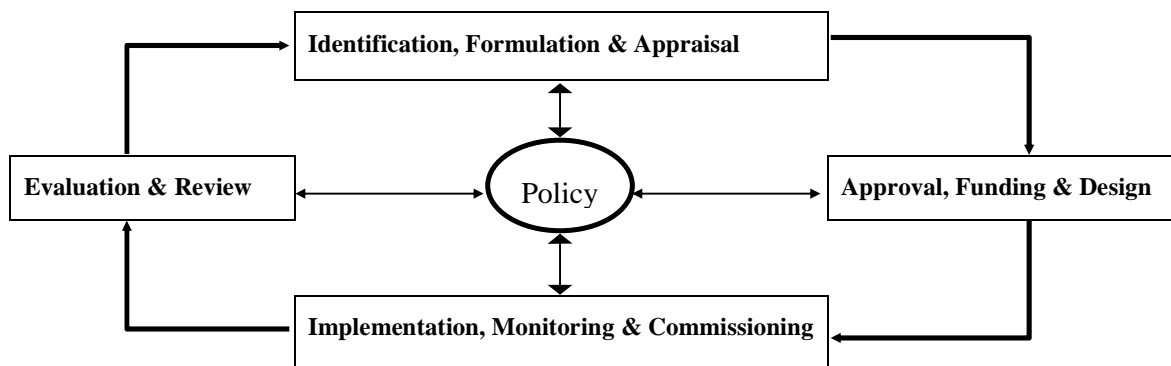 Identification, Formulation & Appraisal
Evaluation & Review
Policy
Approval, Funding & Design
Implementation, Monitoring & Commissioning